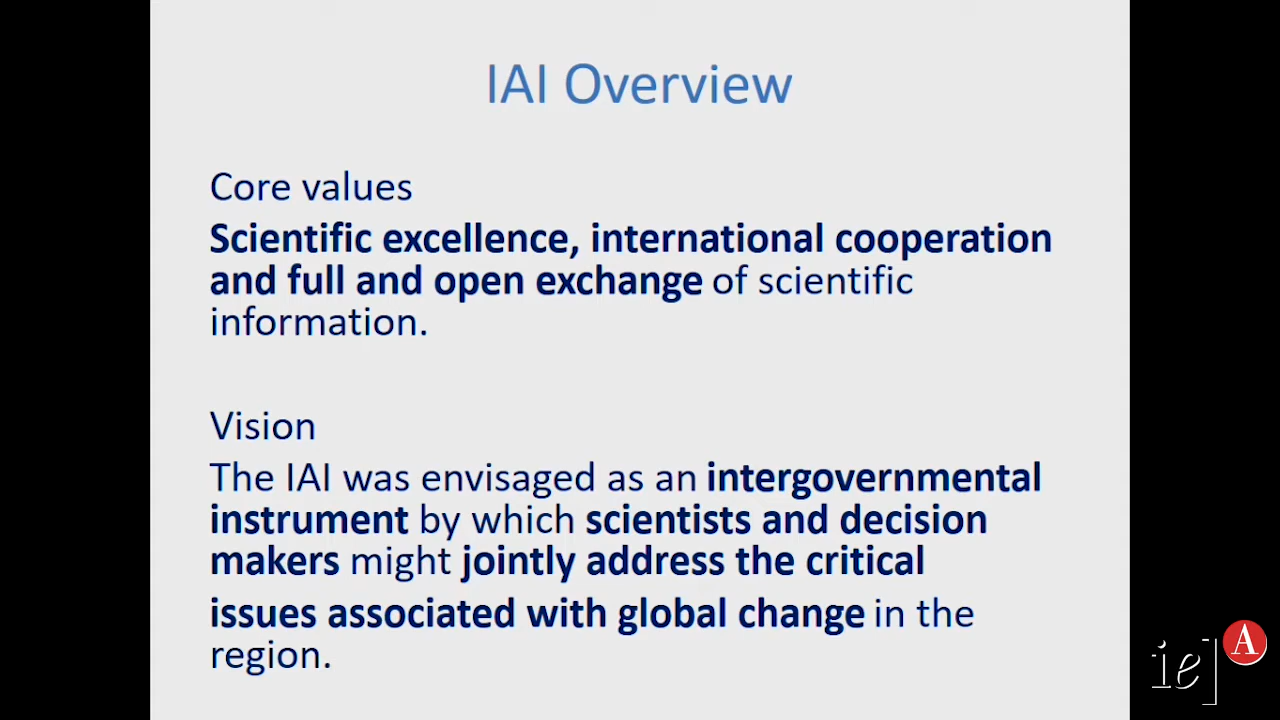 IAI Overview
Core values
Scientific excellence, international cooperation
and full and open exchange of scientific
information.
Vision
The IAI was envisaged as an intergovernmental
instrument by which scientists and decision
makers might jointly address the critical
issues associated with global change in the
region.
ie]
A